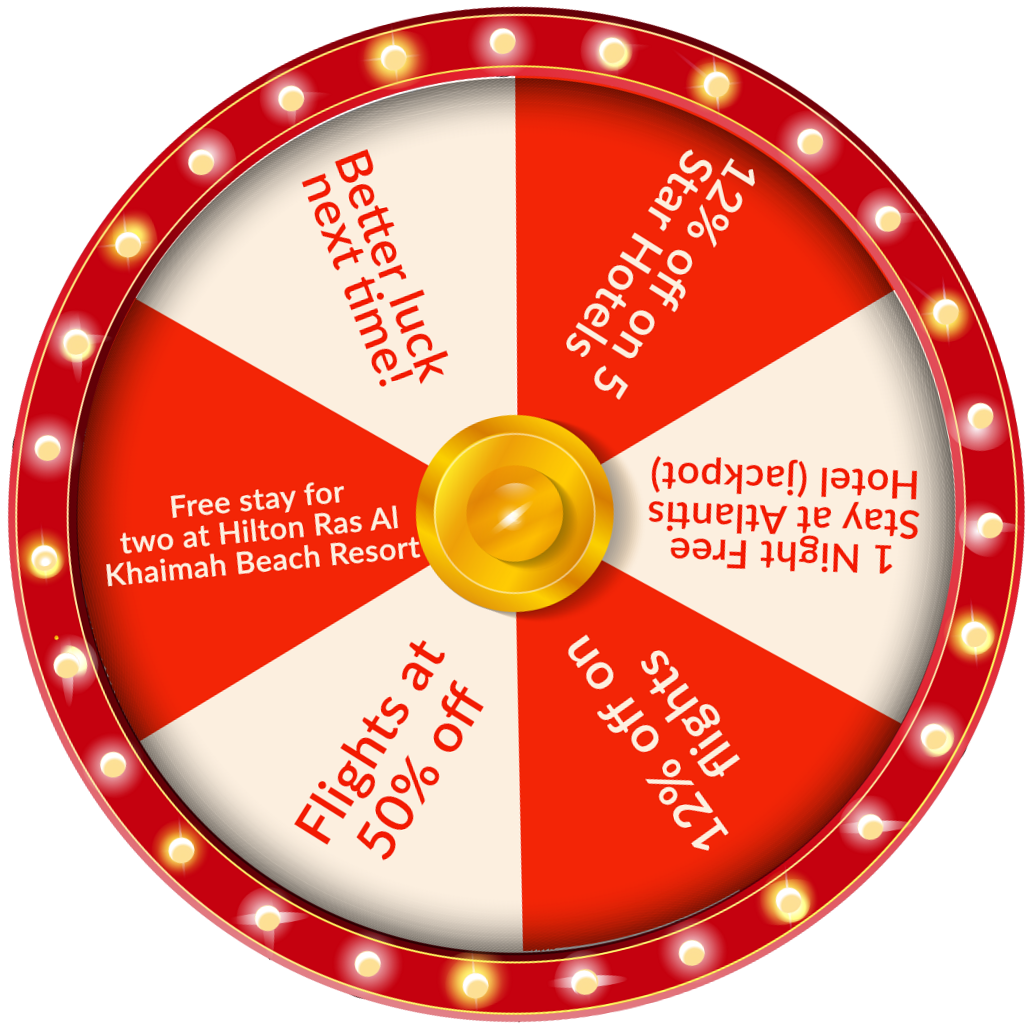 Better luck
next time!
12% off on 5
Star Hotels
1 Night Free
Stay at Atlantis
Hotel (jackpot)
12% off on
flights
Flights at
50% off
Free stay for
two at Hilton Ras Al
Khaimah Beach Resort